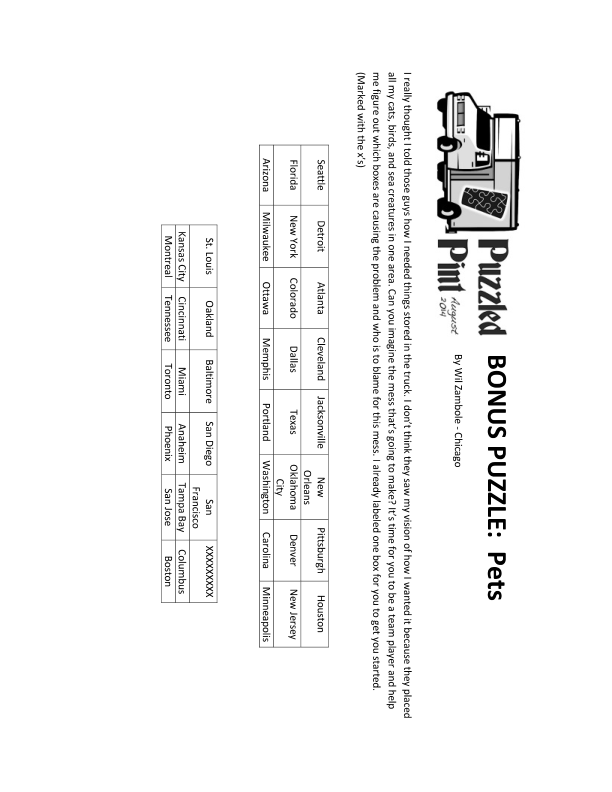 Puzzled
Pint
August
2014
BONUS PUZZLE: Pets
By Wil Zambole - Chicago
I really thought I told those guys how I needed things stored in the truck. I don't think they saw my vision of how I wanted it because they placed
all my cats, birds, and sea creatures in one area. Can you imagine the mess that's going to make? It's time for you to be a team player and help
me figure out which boxes are causing the problem and who is to blame for this mess. I already labeled one box for you to get you started.
(Marked with the x's)
Seattle Detroit Atlanta Cleveland Jacksonville New Orleans Pittsburgh Houston
Florida New York Colorado Dallas Texas Oklahoma City Denver New Jersey
Arizona Milwaukee Ottawa Memphis Portland Washington Carolina Minneapolis
St. Louis Oakland Baltimore San Diego San Francisco XXXXXXXXX
Kansas City Cincinnati Miami Anaheim Tampa Bay Columbus
Montreal Tennessee Toronto Phoenix San Jose Boston